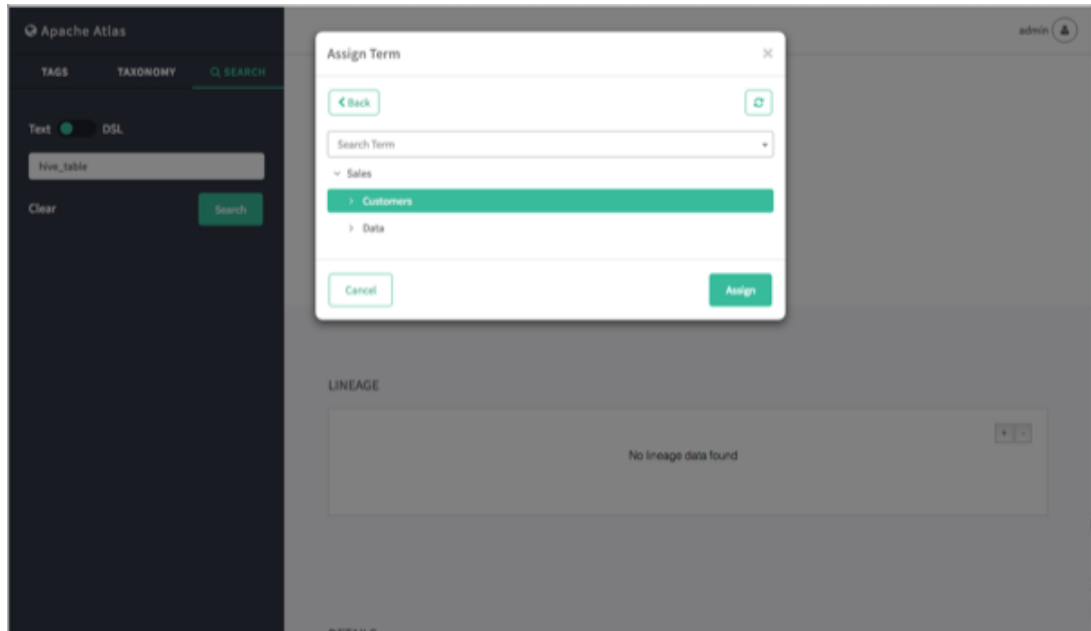 Apache Atlas
admin
TAGS TAXONOMY SEARCH
Text DSL
hive_table
Clear Search
Assign Term ×
Back
Search Term
Sales
Customers
Data
Cancel Assign
LINEAGE
+ -
No lineage data found